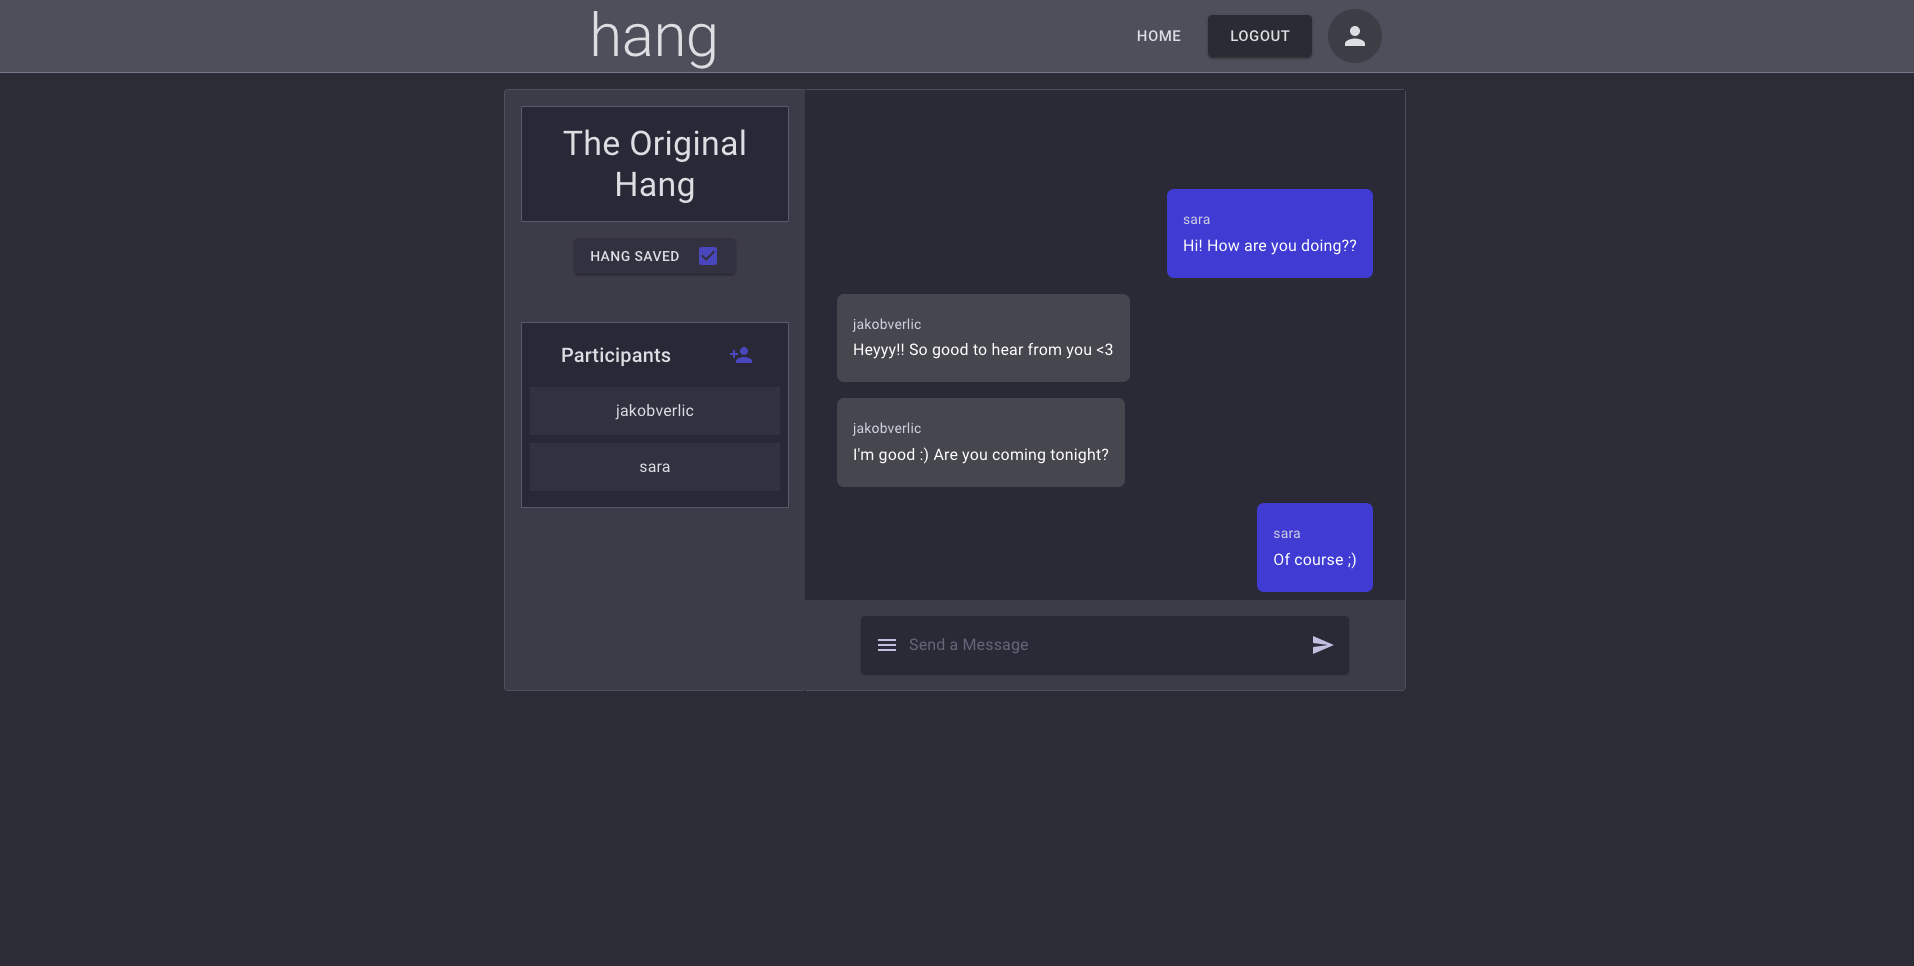 hang
HOME
LOGOUT
The Original
Hang
HANG SAVED
Participants
jakobverlic
sara
sara
Hi! How are you doing??
jakobverlic
Heyyy!! So good to hear from you <3
jakobverlic
I'm good :) Are you coming tonight?
sara
Of course ;)
Send a Message